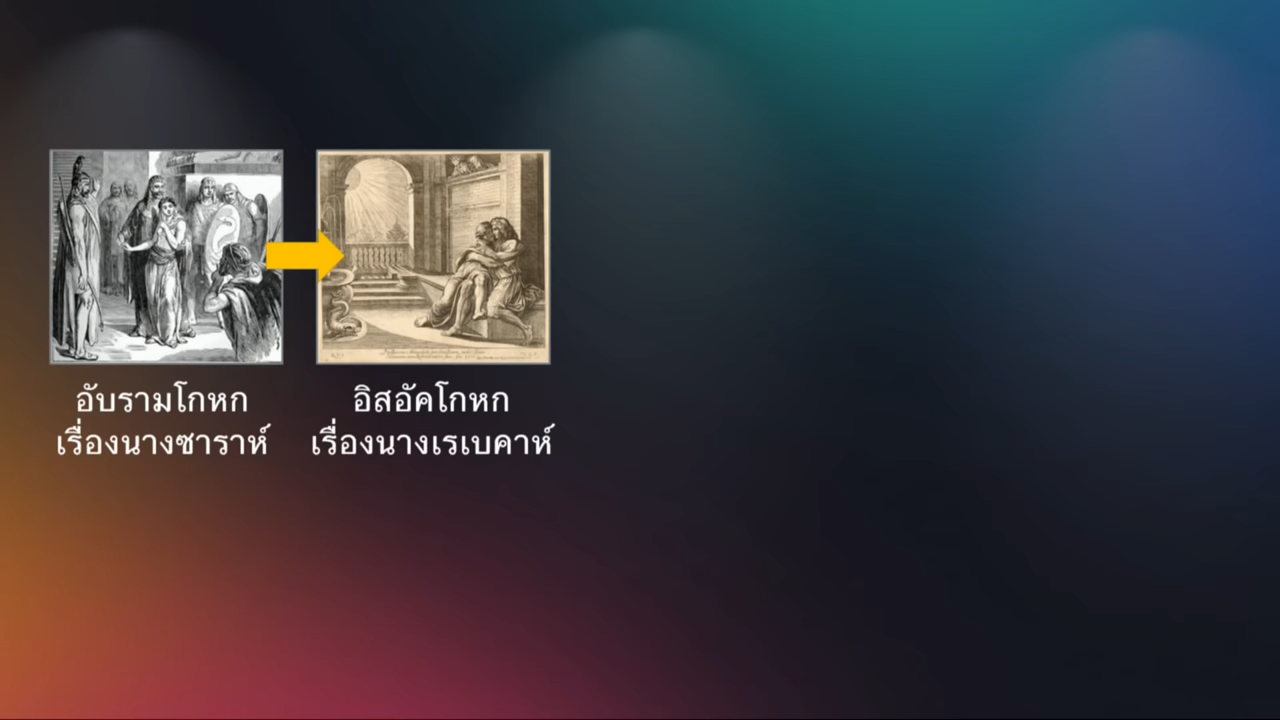 อับรามโกหก
เรื่องนางซาราห์
อิสอัคโกหก
เรื่องนางเรเบคาห์